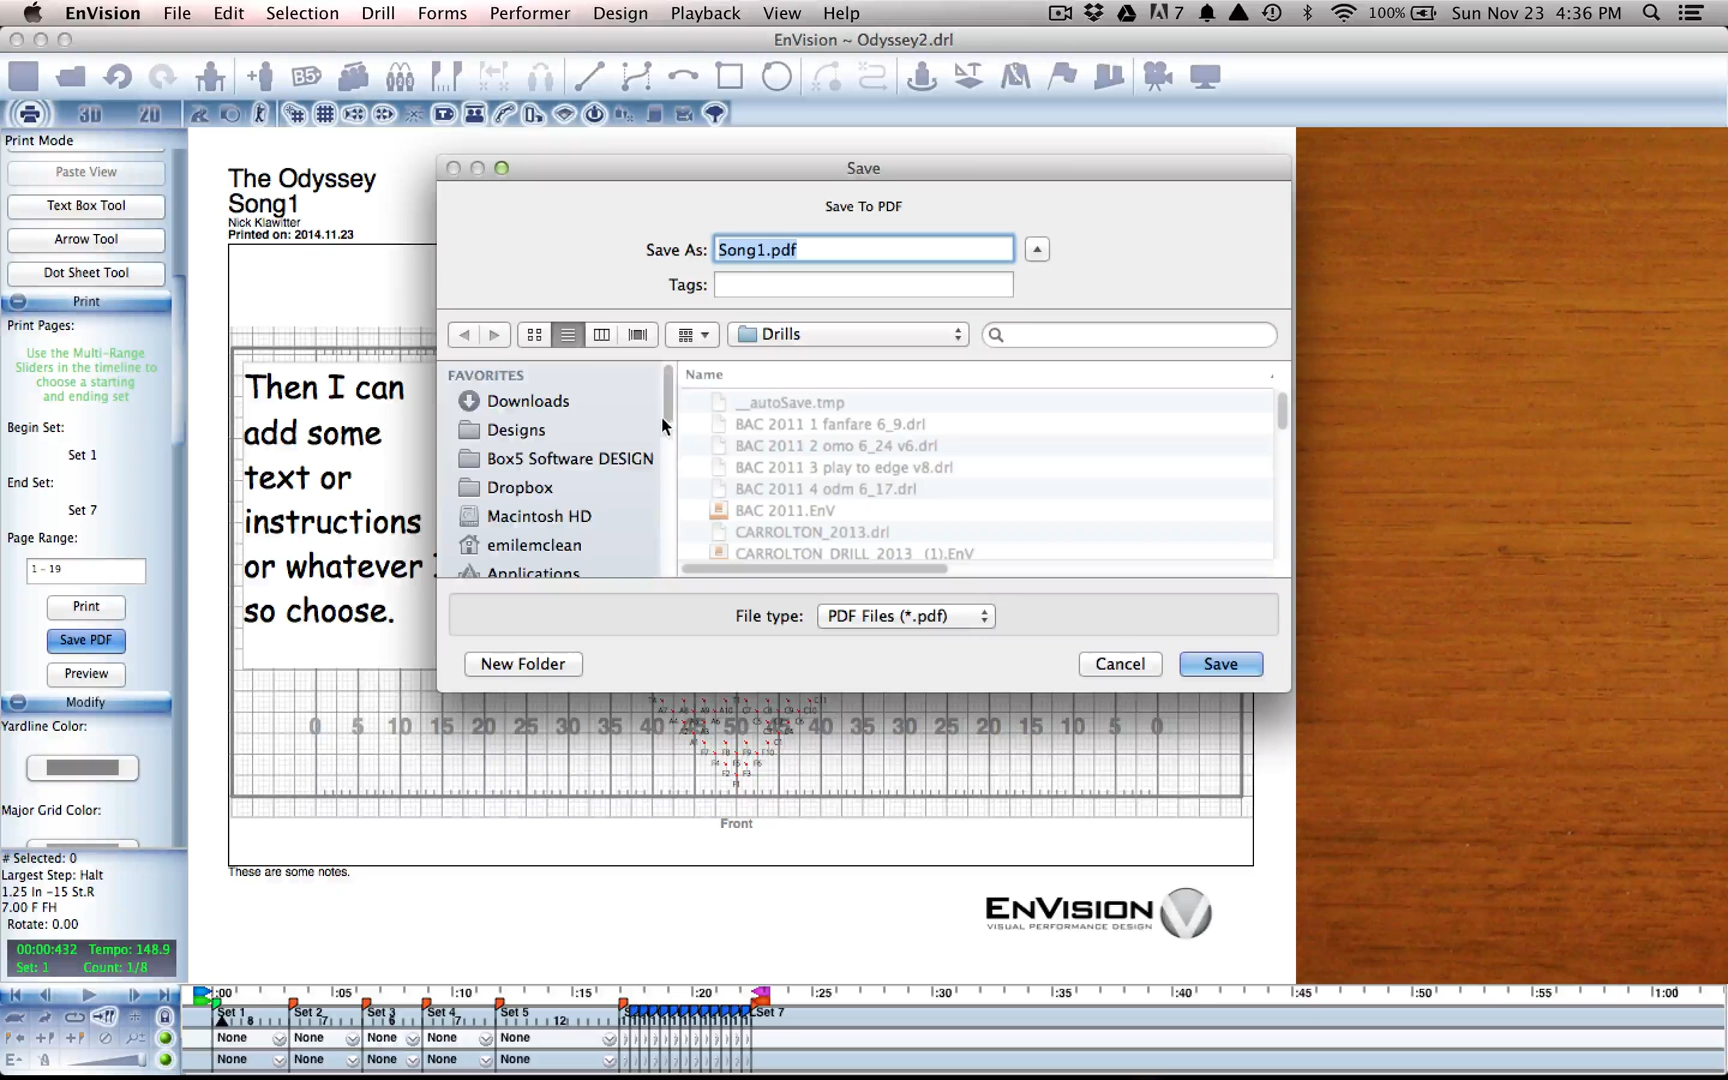 EnVision File Edit Selection Drill Forms Performer Design Playback View Help 7 100% Sun Nov 23 4:36 PM
EnVision ~ Odyssey2.drl
B5
3D 2D
Print Mode
Paste View
Text Box Tool
Arrow Tool
Dot Sheet Tool
Print
Print Pages:
Use the Multi-Range
Sliders in the timeline to
choose a starting
and ending set
Begin Set:
Set 1
End Set:
Set 7
Page Range:
1 - 19
Print
Save PDF
Preview
Modify
Yardline Color:
Major Grid Color:
# Selected: 0
Largest Step: Halt
1.25 In -15 St.R
7.00 F FH
Rotate: 0.00
00:00:432 Tempo: 148.9
Set: 1 Count: 1/8
The Odyssey
Song1
Nick Klawitter
Printed on: 2014.11.23
Then I can
add some
text or
instructions
or whatever
so choose.
Save
Save To PDF
Save As: Song1.pdf
Tags:
Drills
FAVORITES
Downloads
Designs
Box5 Software DESIGN
Dropbox
Macintosh HD
emilemclean
Applications
Name
__autoSave.tmp
BAC 2011 1 fanfare 6_9.drl
BAC 2011 2 omo 6_24 v6.drl
BAC 2011 3 play to edge v8.drl
BAC 2011 4 odm 6_17.drl
BAC 2011.EnV
CARROLTON_2013.drl
CARROLTON DRILL 2013 (1).EnV
File type: PDF Files (*.pdf)
New Folder Cancel Save
0 5 10 15 20 25 30 35 40 45 50 45 40 35 30 25 20 15 10 5 0
Front
These are some notes.
ENVISION
VISUAL PERFORMANCE DESIGN
:00 :05 :10 :15 :20 :25 :30 :35 :40 :45 :50 :55 1:00
Set 1 Set 2 Set 3 Set 4 Set 5 Set 7
8 7 8 7 12
None None None None None
None None None None None